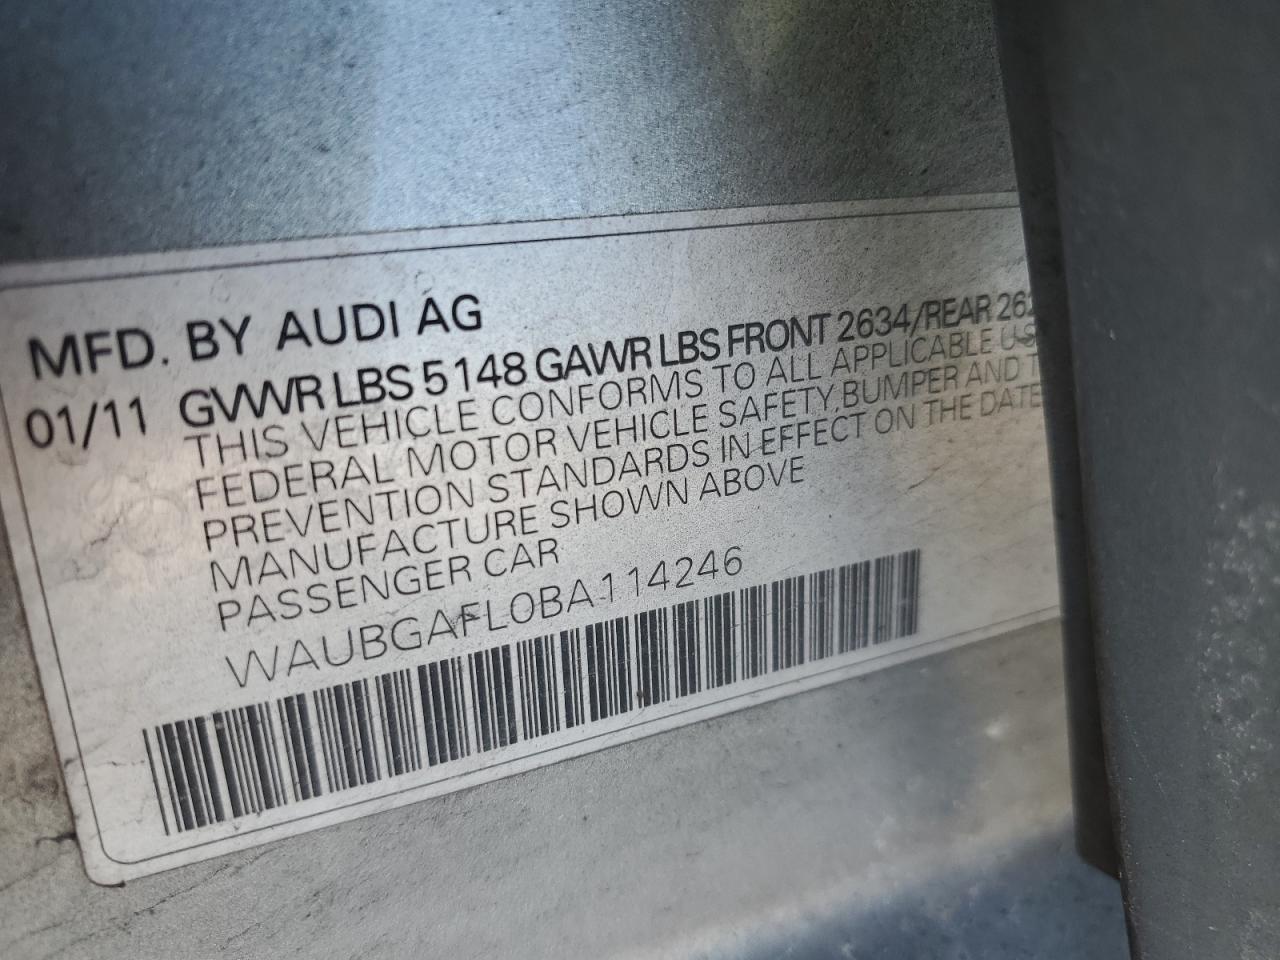 MFD. BY AUDI AG
01/11 GVWR LBS 5148 GAWR LBS FRONT 2634/REAR 262
THIS VEHICLE CONFORMS TO ALL APPLICABLE US
FEDERAL MOTOR VEHICLE SAFETY, BUMPER AND T
PREVENTION STANDARDS IN EFFECT ON THE DATE
MANUFACTURE SHOWN ABOVE
PASSENGER CAR
WAUBGAFL0BA114246